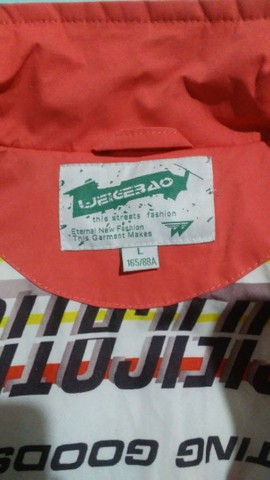 WEIGEBAO
this streets fashion
Eternal New Fashion
This Garment Makes
L
165/88A
TING GOODS